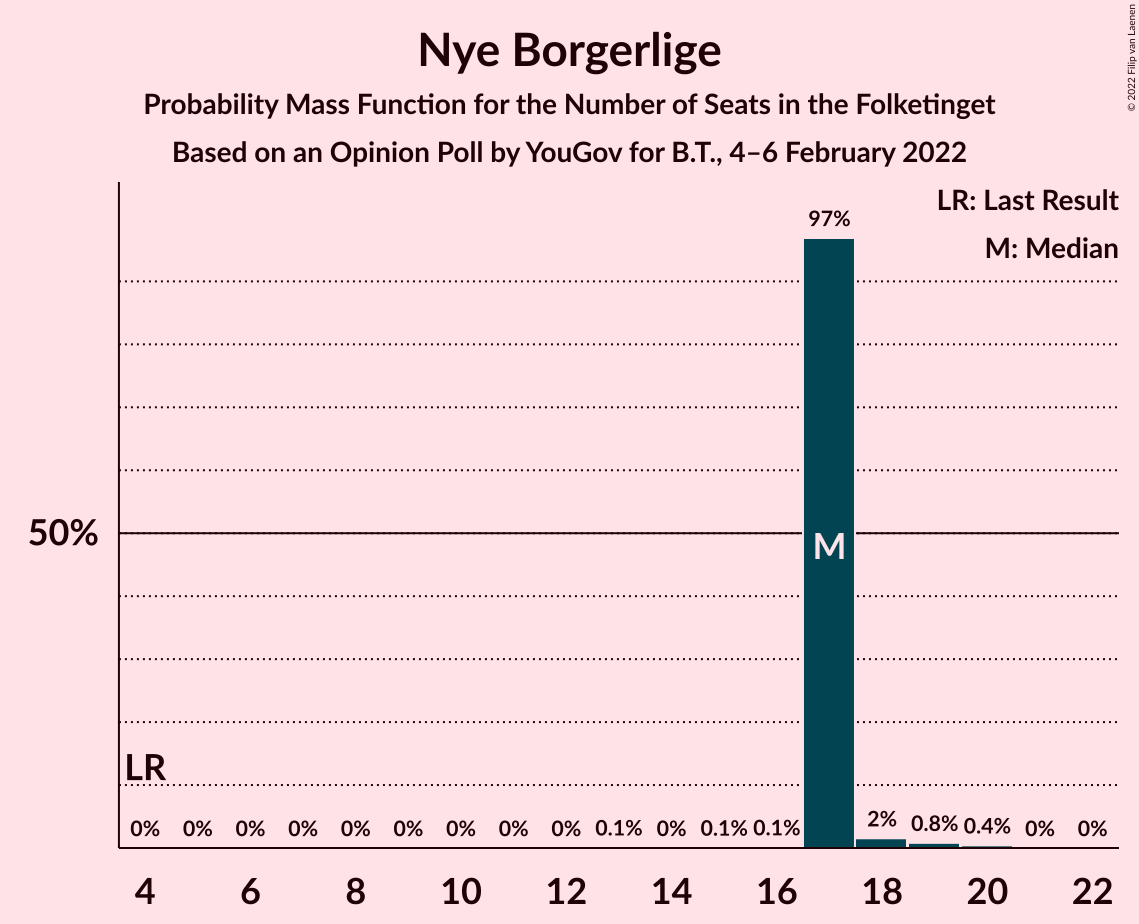 Nye Borgerlige
Probability Mass Function for the Number of Seats in the Folketinget
Based on an Opinion Poll by YouGov for B.T., 4–6 February 2022
© 2022 Filip van Laenen
LR: Last Result
M: Median
97%
50%
M
LR
0% 0% 0% 0% 0% 0% 0% 0% 0% 0.1% 0% 0.1% 0.1% 2% 0.8% 0.4% 0% 0%
4 6 8 10 12 14 16 18 20 22